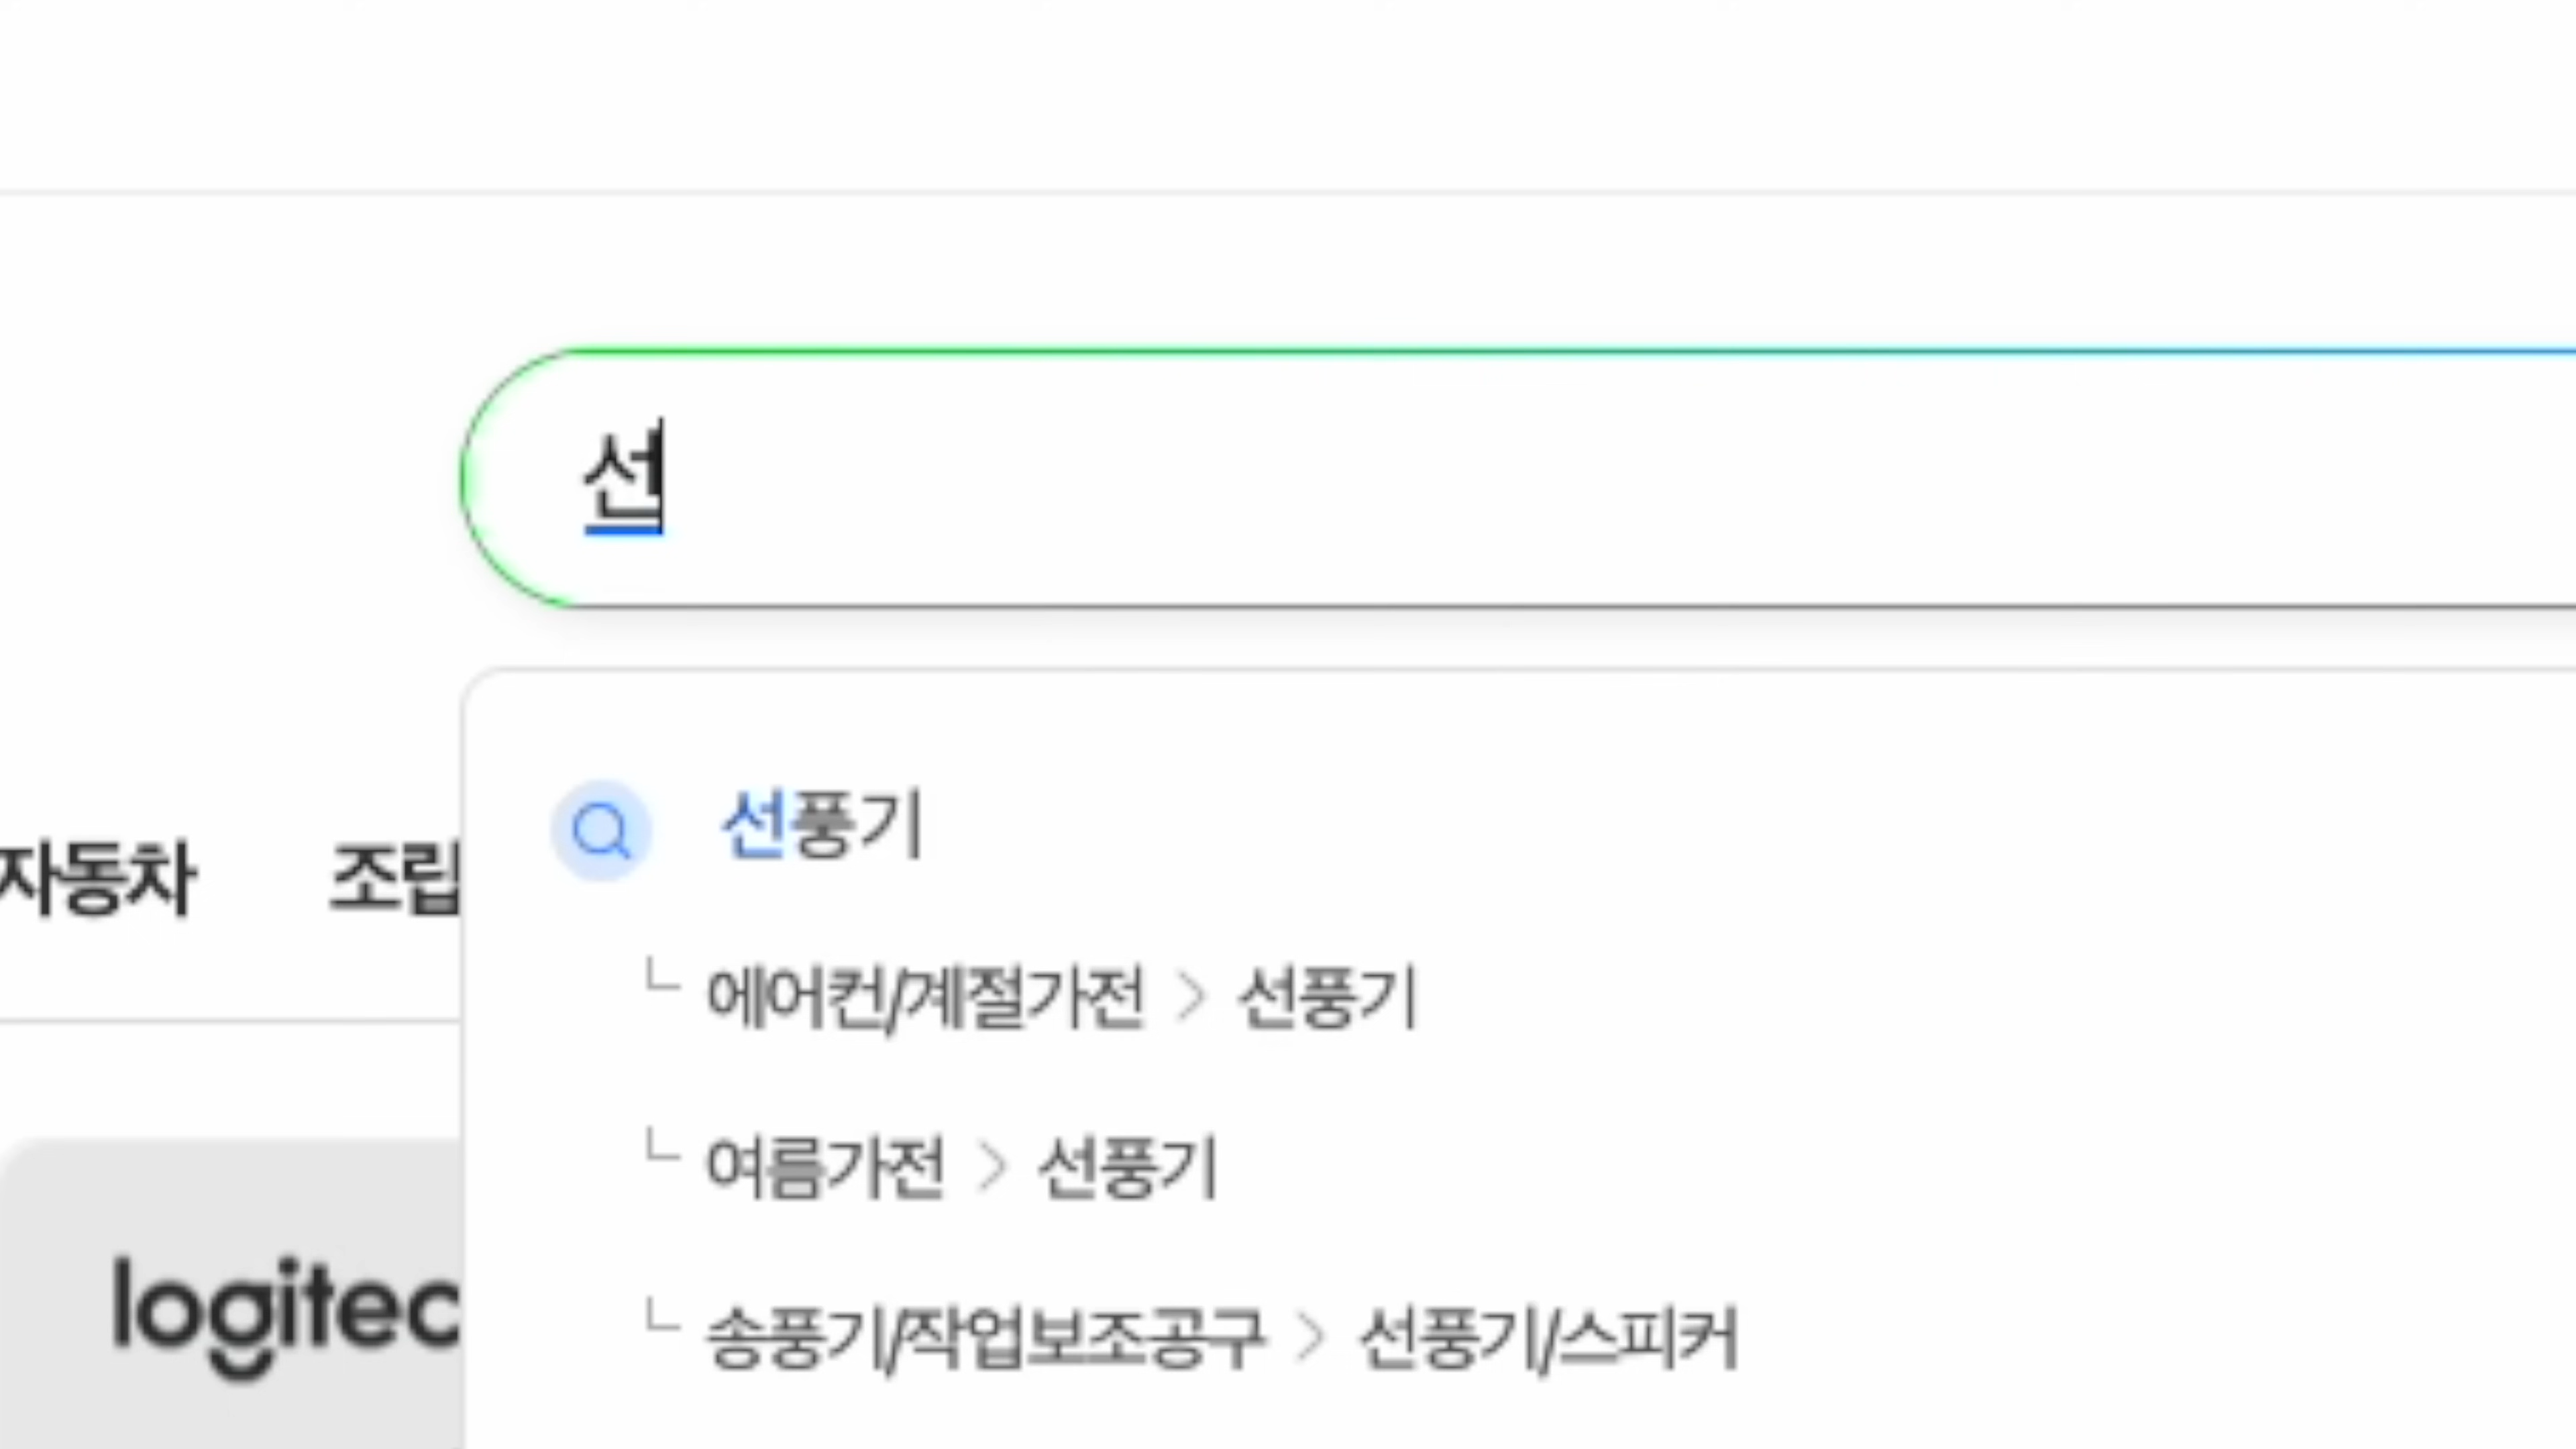 선
선풍기
자동차 조립
에어컨/계절가전 > 선풍기
여름가전 > 선풍기
logitec
송풍기/작업보조공구 > 선풍기/스피커